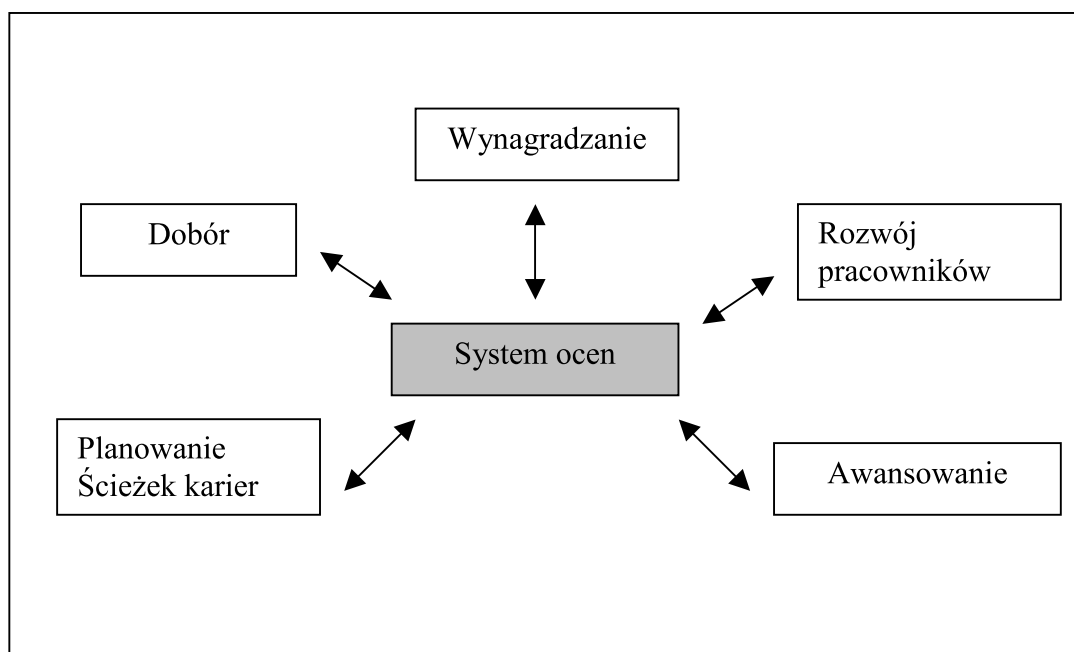 Wynagradzanie
Dobór
Rozwój
pracowników
System ocen
Planowanie
Ścieżek karier
Awansowanie